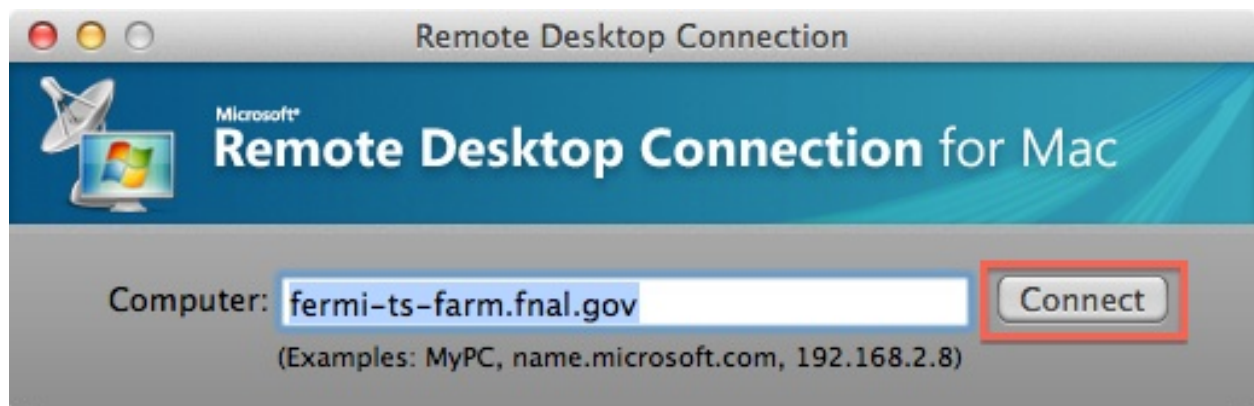 Remote Desktop Connection
Microsoft®
Remote Desktop Connection for Mac
Computer: fermi-ts-farm.fnal.gov Connect
(Examples: MyPC, name.microsoft.com, 192.168.2.8)